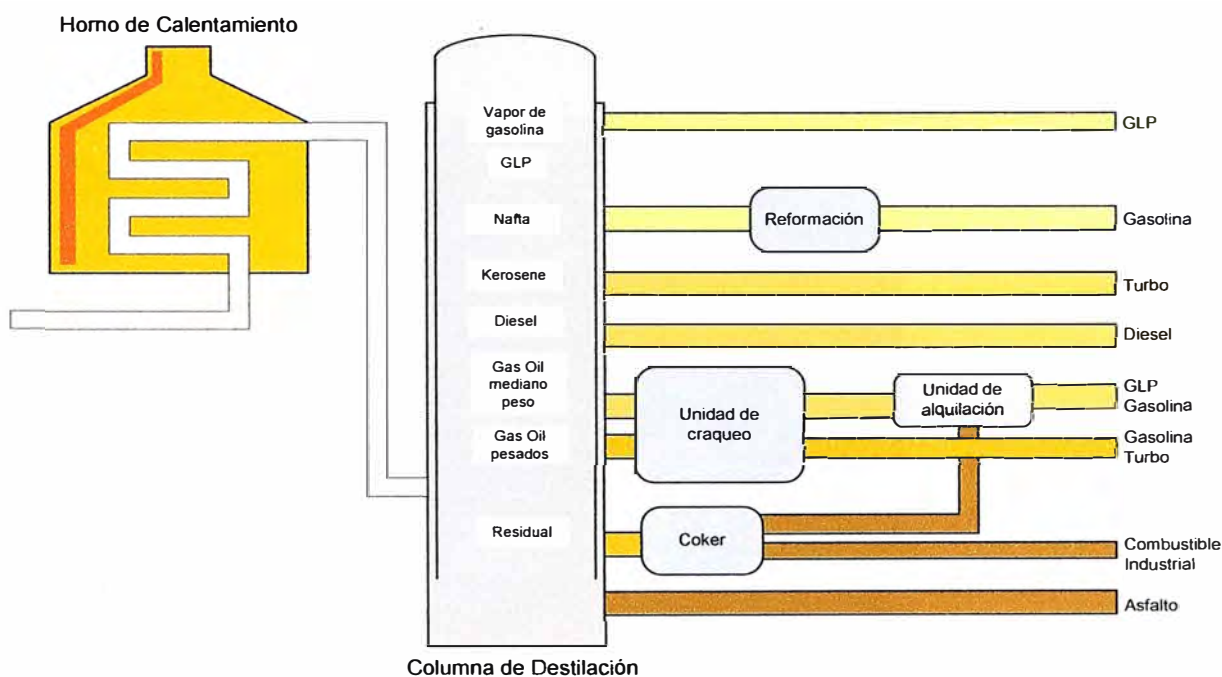 Horno de Calentamiento
Vapor de
gasolina
GLP
Nafta
Kerosene
Diesel
Gas Oil
mediano
peso
Gas Oil
pesados
Residual
Reformación
Unidad de
craqueo
Unidad de
alquilación
Coker
GLP
Gasolina
Turbo
Diesel
GLP
Gasolina
Gasolina
Turbo
Combustible
Industrial
Asfalto
Columna de Destilación